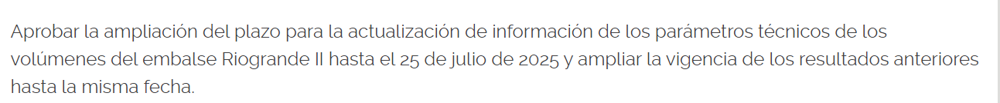 Aprobar la ampliación del plazo para la actualización de información de los parámetros técnicos de los
volúmenes del embalse Riogrande II hasta el 25 de julio de 2025 y ampliar la vigencia de los resultados anteriores
hasta la misma fecha.